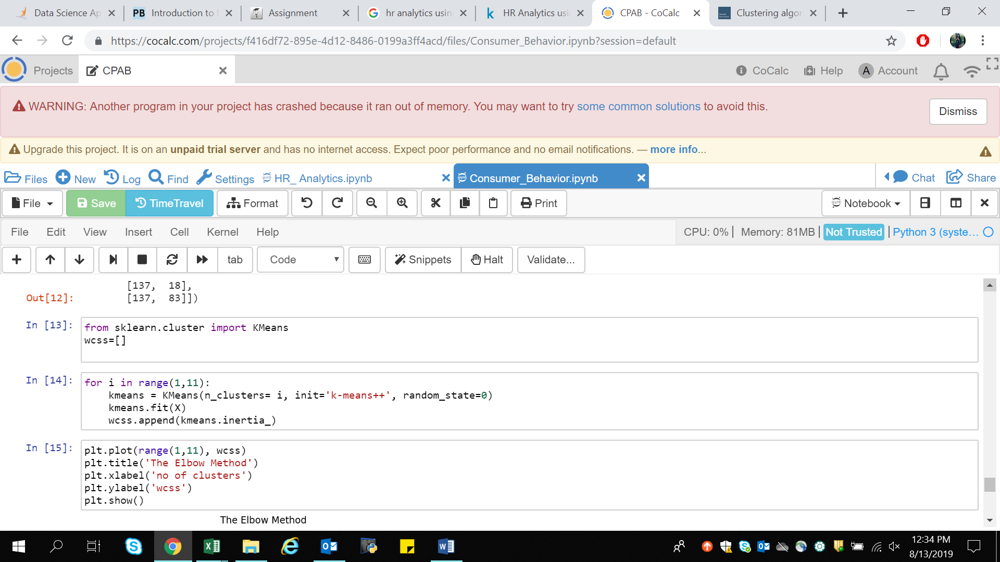 Data Science Ap
PB Introduction to
Assignment
G hr analytics usin
k HR Analytics usi
CPAB - CoCalc
Clustering algor
https://cocalc.com/projects/f416df72-895e-4d12-8486-0199a3ff4acd/files/Consumer_Behavior.ipynb?session=default
Projects
CPAB
CoCalc
Help
A Account
WARNING: Another program in your project has crashed because it ran out of memory. You may want to try some common solutions to avoid this.
Dismiss
Upgrade this project. It is on an unpaid trial server and has no internet access. Expect poor performance and no email notifications. — more info...
Files
New
Log
Find
Settings
HR_ Analytics.ipynb
Consumer_Behavior.ipynb
Chat
Share
File
Save
TimeTravel
Format
Print
Notebook
File Edit View Insert Cell Kernel Help
CPU: 0% | Memory: 81MB | Not Trusted | Python 3 (syste...
tab
Code
Snippets
Halt
Validate...
[137, 18],
Out[12]: [137, 83]])
In [13]: from sklearn.cluster import KMeans
wcss=[]
In [14]: for i in range(1,11):
kmeans = KMeans(n_clusters= i, init='k-means++', random_state=0)
kmeans.fit(X)
wcss.append(kmeans.inertia_)
In [15]: plt.plot(range(1,11), wcss)
plt.title('The Elbow Method')
plt.xlabel('no of clusters')
plt.ylabel('wcss')
plt.show()
The Elbow Method
12:34 PM
8/13/2019